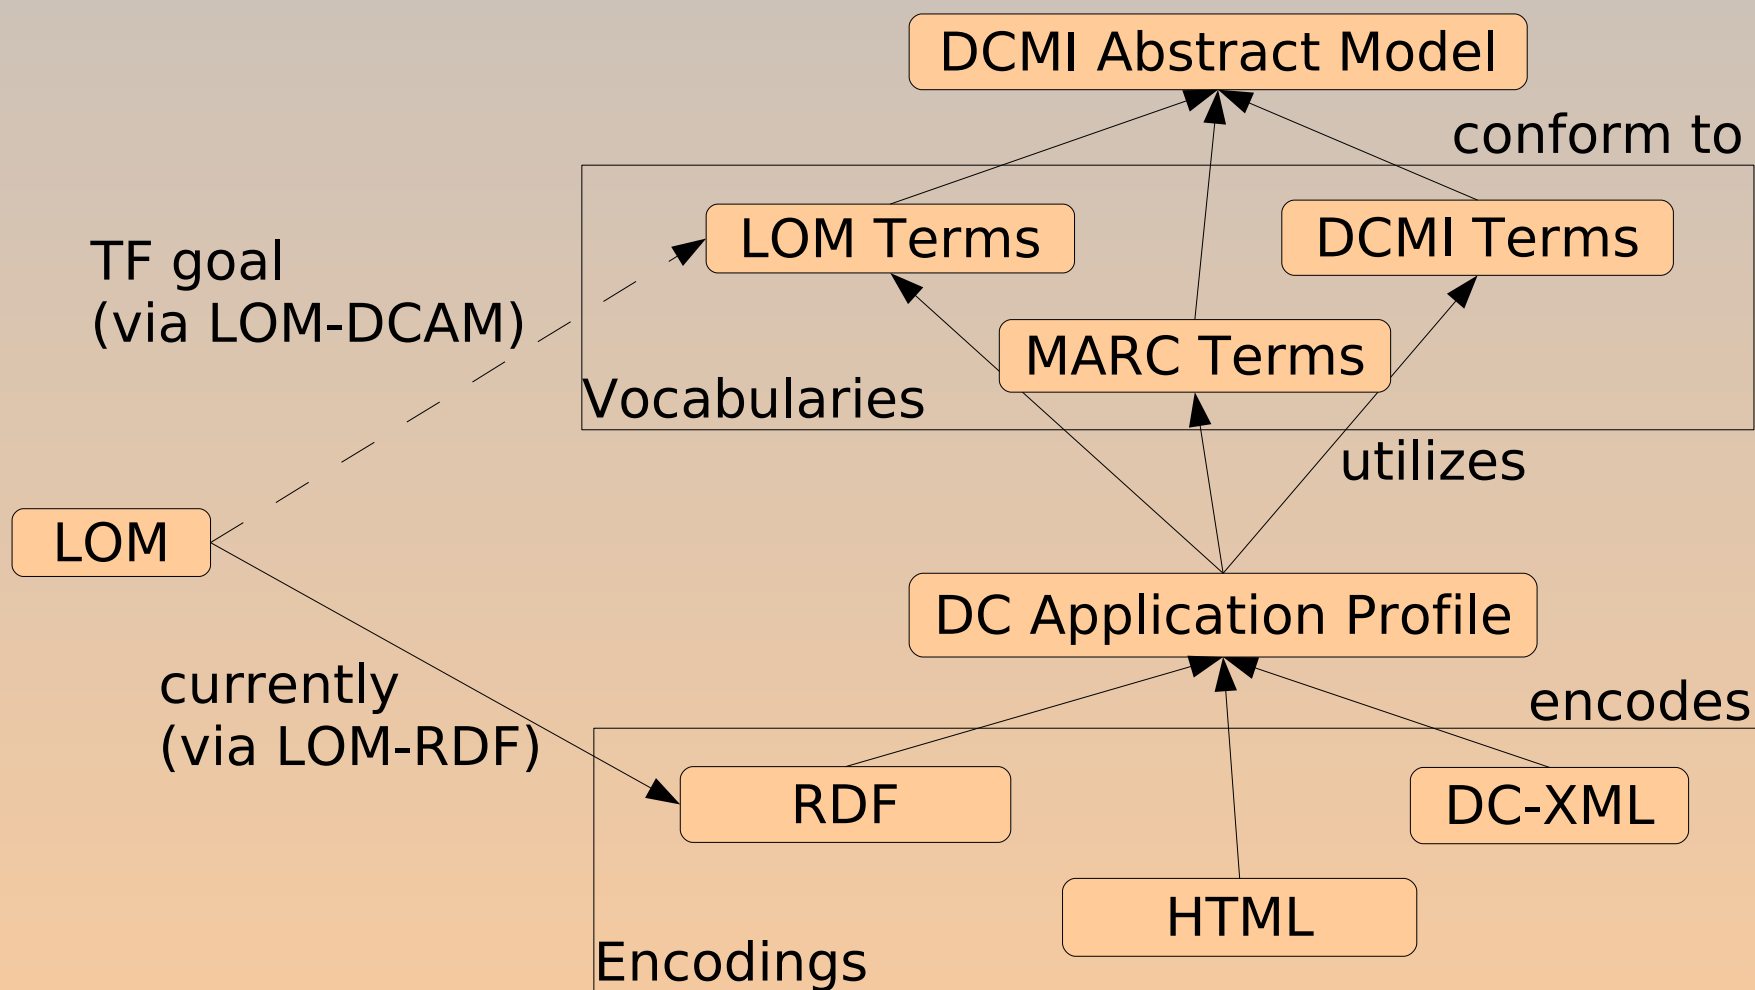 DCMI Abstract Model
conform to
LOM Terms
DCMI Terms
TF goal
(via LOM-DCAM)
MARC Terms
Vocabularies
utilizes
LOM
DC Application Profile
currently
(via LOM-RDF)
encodes
RDF
DC-XML
HTML
Encodings